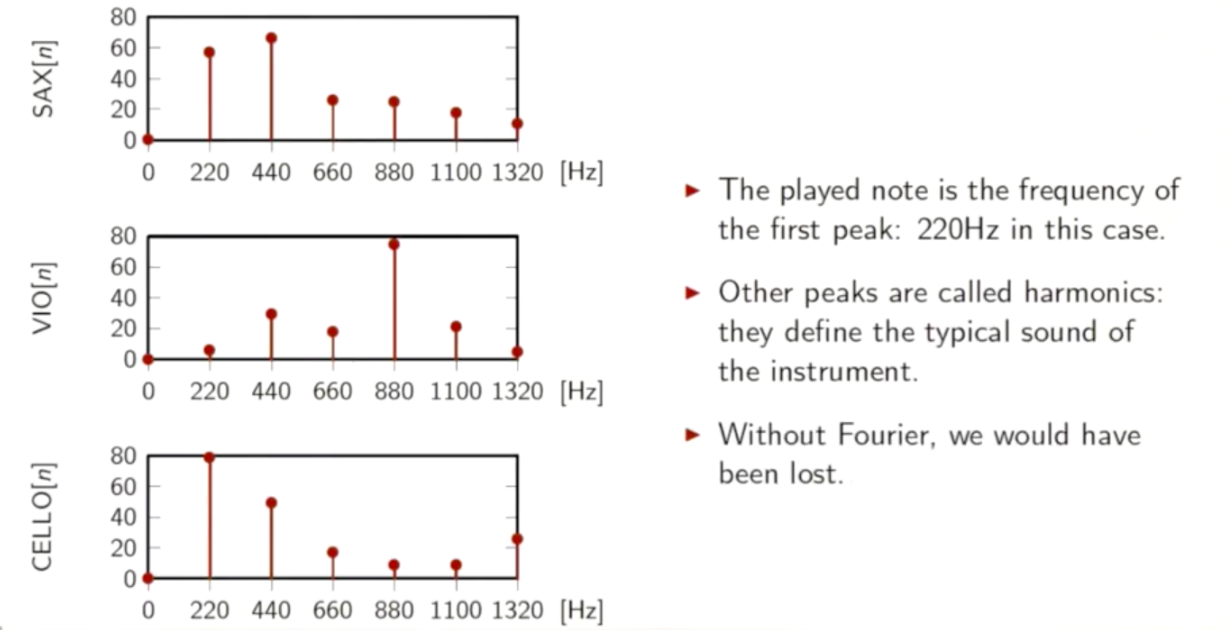 SAX[n]
80
60
40
20
0
0 220 440 660 880 1100 1320 [Hz]
VIO[n]
80
60
40
20
0
0 220 440 660 880 1100 1320 [Hz]
CELLO[n]
80
60
40
20
0
0 220 440 660 880 1100 1320 [Hz]
► The played note is the frequency of
the first peak: 220Hz in this case.
► Other peaks are called harmonics:
they define the typical sound of
the instrument.
► Without Fourier, we would have
been lost.